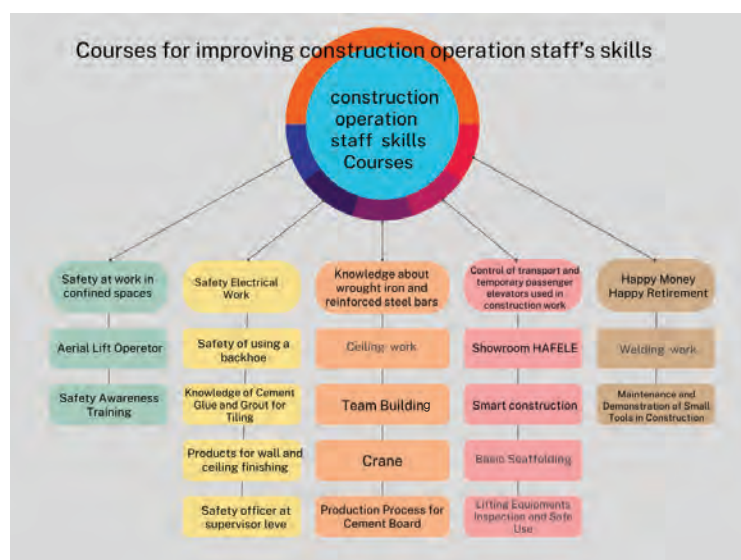 Courses for improving construction operation staff's skills
construction
operation
staff skills
Courses
Safety at work in
confined spaces
Aerial Lift Opertor
Safety Awareness
Training
Safety Electrical
Work
Safety of using a
backhoe
Knowledge of Cement
Glue and Grout for
Tiling
Products for wall and
ceiling finishing
Safety officer at
supervisor leve
Knowledge about
wrought iron and
reinforced steel bars
Ceiling work
Team Building
Crane
Production Process for
Cement Board
Control of transport and
temporary passenger
elevators used in
construction work
Showroom HAFELE
Smart construction
Basic Scaffolding
Lifting Equipments
Inspection and Safe
Use
Happy Money
Happy Retirement
Welding work
Maintenance and
Demonstration of Small
Tools in Construction